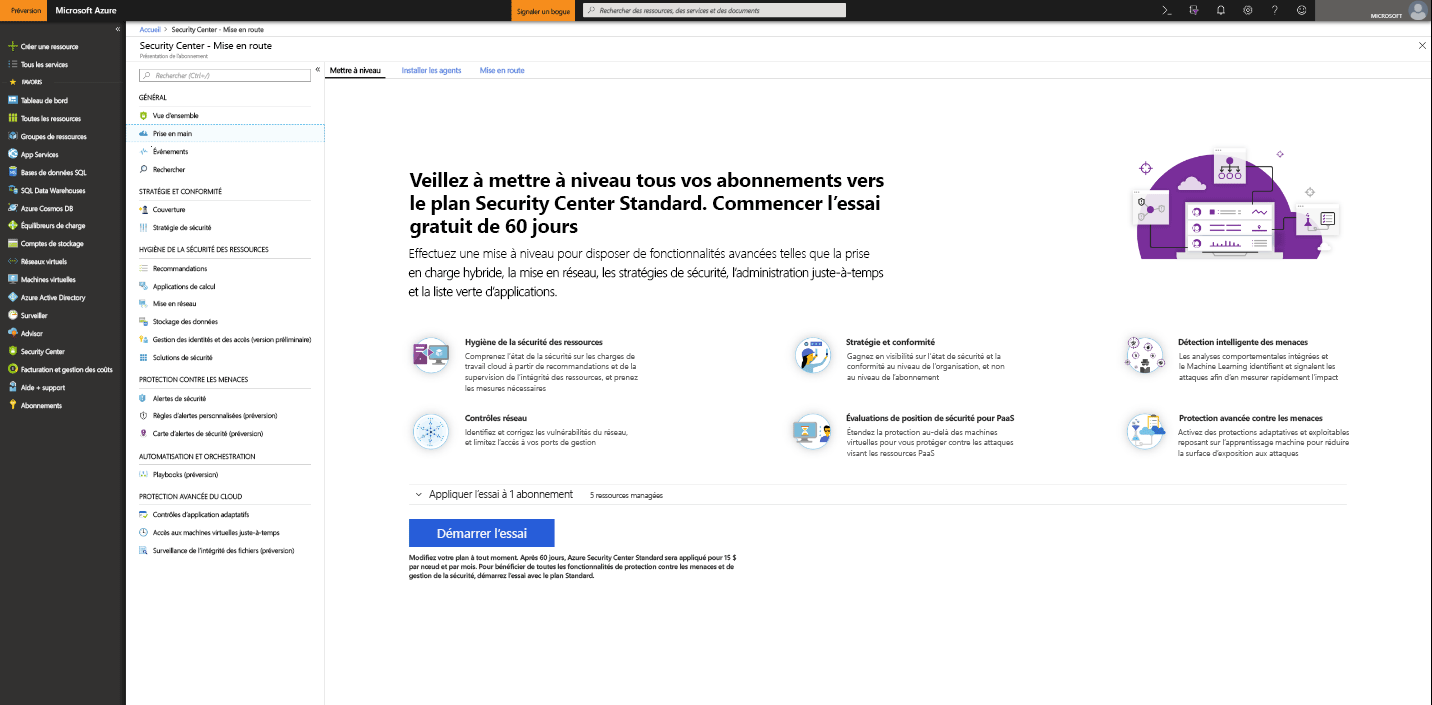 Préversion
Microsoft Azure
Signaler un bogue
Rechercher des ressources, des services et des documents
MICROSOFT
Créer une ressource
Tous les services
FAVORIS
Tableau de bord
Toutes les ressources
Groupes de ressources
App Services
Bases de données SQL
SQL Data Warehouses
Azure Cosmos DB
Équilibreurs de charge
Comptes de stockage
Réseaux virtuels
Machines virtuelles
Azure Active Directory
Surveiller
Advisor
Security Center
Facturation et gestion des coûts
Aide + support
Abonnements
Accueil > Security Center - Mise en route
Security Center - Mise en route
Présentation de l'abonnement
Rechercher (Ctrl+/)
GÉNÉRAL
Vue d'ensemble
Prise en main
Événements
Rechercher
STRATÉGIE ET CONFORMITÉ
Couverture
Stratégie de sécurité
HYGIÈNE DE LA SÉCURITÉ DES RESSOURCES
Recommandations
Applications de calcul
Mise en réseau
Stockage des données
Gestion des identités et des accès (version préliminaire)
Solutions de sécurité
PROTECTION CONTRE LES MENACES
Alertes de sécurité
Règles d'alertes personnalisées (préversion)
Carte d'alertes de sécurité (préversion)
AUTOMATISATION ET ORCHESTRATION
Playbooks (préversion)
PROTECTION AVANCÉE DU CLOUD
Contrôles d'application adaptatifs
Accès aux machines virtuelles juste-à-temps
Surveillance de l'intégrité des fichiers (préversion)
Mettre à niveau
Installer les agents
Mise en route
Veillez à mettre à niveau tous vos abonnements vers
le plan Security Center Standard. Commencer l'essai
gratuit de 60 jours
Effectuez une mise à niveau pour disposer de fonctionnalités avancées telles que la prise
en charge hybride, la mise en réseau, les stratégies de sécurité, l'administration juste-à-temps
et la liste verte d'applications.
Hygiène de la sécurité des ressources
Comprenez l'état de la sécurité sur les charges de
travail cloud à partir de recommandations et de la
supervision de l'intégrité des ressources, et prenez
les mesures nécessaires
Stratégie et conformité
Gagnez en visibilité sur l'état de sécurité et la
conformité au niveau de l'organisation, et non
au niveau de l'abonnement
Détection intelligente des menaces
Les analyses comportementales intégrées et
le Machine Learning identifient et signalent les
attaques afin d'en mesurer rapidement l'impact
Contrôles réseau
Identifiez et corrigez les vulnérabilités du réseau,
et limitez l'accès à vos ports de gestion
Évaluations de position de sécurité pour PaaS
Étendez la protection au-delà des machines
virtuelles pour vous protéger contre les attaques
visant les ressources PaaS
Protection avancée contre les menaces
Activez des protections adaptatives et exploitables
reposant sur l'apprentissage machine pour réduire
la surface d'exposition aux attaques
Appliquer l'essai à 1 abonnement 5 ressources managées
Démarrer l'essai
Modifiez votre plan à tout moment. Après 60 jours, Azure Security Center Standard sera appliqué pour 15 $
par nœud et par mois. Pour bénéficier de toutes les fonctionnalités de protection contre les menaces et de
gestion de la sécurité, démarrez l'essai avec le plan Standard.